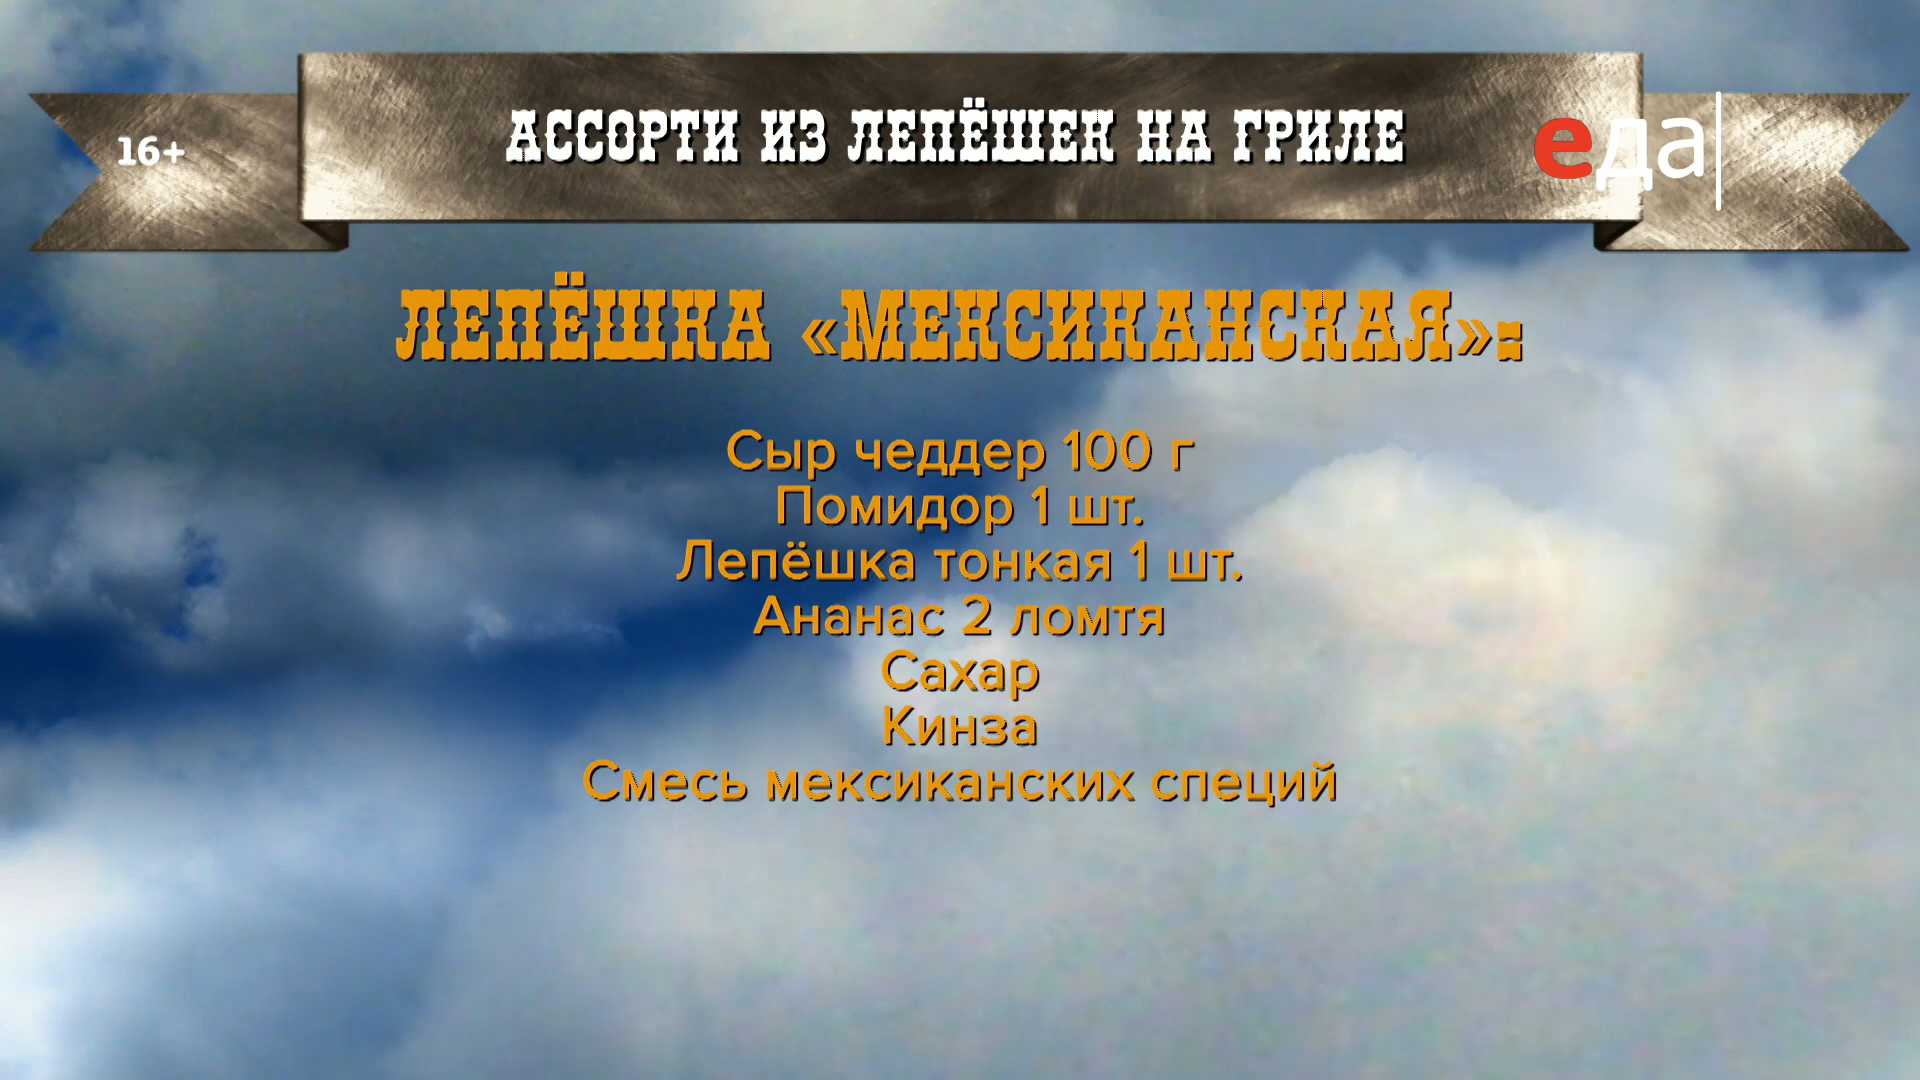 16+
АССОРТИ ИЗ ЛЕПЁШЕК НА ГРИЛЕ
еда
ЛЕПЁШКА «МЕКСИКАНСКАЯ»:
Сыр чеддер 100 г
Помидор 1 шт.
Лепёшка тонкая 1 шт.
Ананас 2 ломтя
Сахар
Кинза
Смесь мексиканских специй